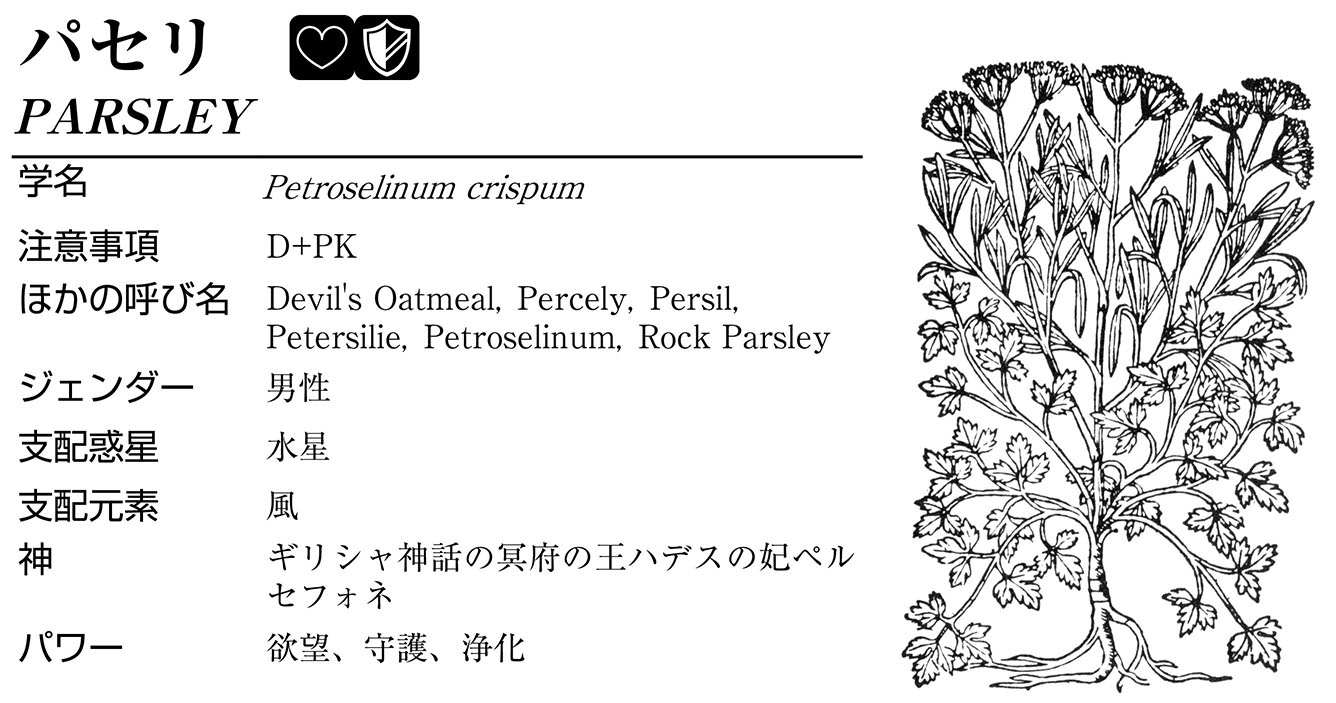 パセリ
PARSLEY
学名 Petroselinum crispum
注意事項 D+PK
ほかの呼び名 Devil's Oatmeal, Percely, Persil,
Petersilie, Petroselinum, Rock Parsley
ジェンダー 男性
支配惑星 水星
支配元素 風
神 ギリシャ神話の冥府の王ハデスの妃ペル
セフォネ
パワー 欲望、守護、浄化